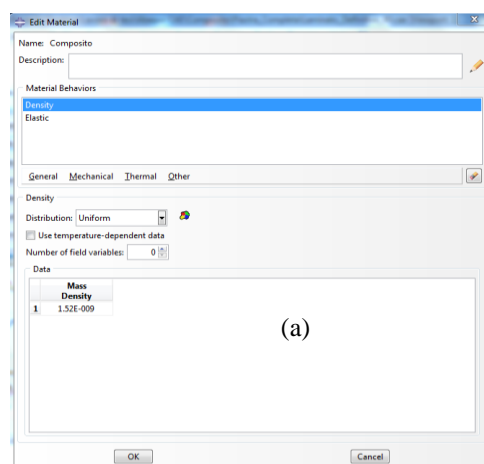 Edit Material
Name: Composito
Description:
Material Behaviors
Density
Elastic
General Mechanical Thermal Other
Density
Distribution: Uniform
Use temperature-dependent data
Number of field variables: 0
Data
Mass
Density
1 1.52E-009
(a)
OK Cancel